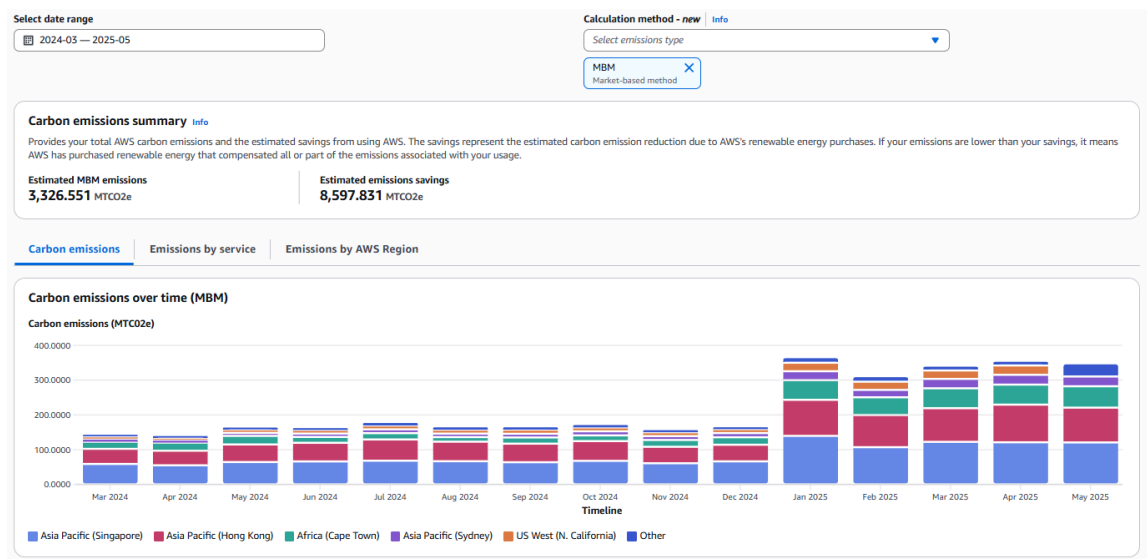 Select date range
2024-03 — 2025-05
Calculation method - new Info
Select emissions type
MBM
Market-based method
Carbon emissions summary Info
Provides your total AWS carbon emissions and the estimated savings from using AWS. The savings represent the estimated carbon emission reduction due to AWS's renewable energy purchases. If your emissions are lower than your savings, it means
AWS has purchased renewable energy that compensated all or part of the emissions associated with your usage.
Estimated MBM emissions
3,326.551 MTCO2e
Estimated emissions savings
8,597.831 MTCO2e
Carbon emissions Emissions by service Emissions by AWS Region
Carbon emissions over time (MBM)
Carbon emissions (MTC02e)
400.0000
300.0000
200.0000
100.0000
0.0000
Mar 2024 Apr 2024 May 2024 Jun 2024 Jul 2024 Aug 2024 Sep 2024 Oct 2024 Nov 2024 Dec 2024 Jan 2025 Feb 2025 Mar 2025 Apr 2025 May 2025
Timeline
Asia Pacific (Singapore) Asia Pacific (Hong Kong) Africa (Cape Town) Asia Pacific (Sydney) US West (N. California) Other